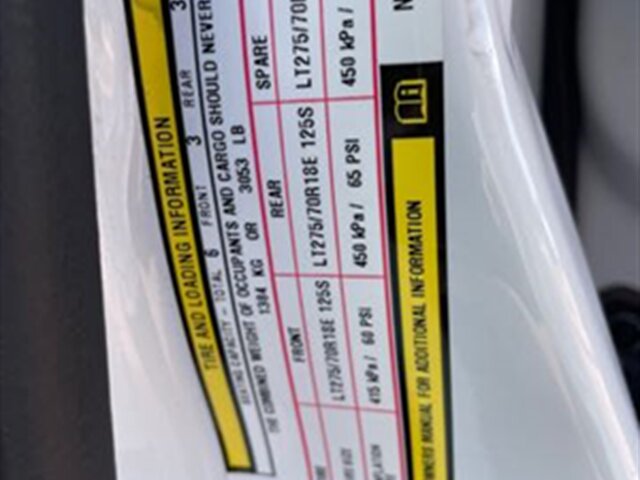 TIRE AND LOADING INFORMATION
SEATING CAPACITY - TOTAL 6 FRONT 3 REAR 3
THE COMBINED WEIGHT OF OCCUPANTS AND CARGO SHOULD NEVER
1384 KG OR 3053 LB
FRONT REAR SPARE
LT275/70R18E 125S LT275/70R18E 125S LT275/70
415 kPa / 60 PSI 450 kPa / 65 PSI 450 kPa /
OWNERS MANUAL FOR ADDITIONAL INFORMATION